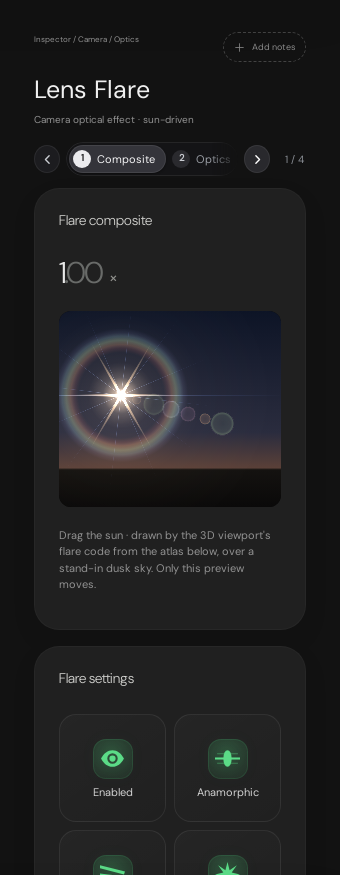 Inspector / Camera / Optics
Add notes
Lens Flare
Camera optical effect · sun-driven
1 Composite
2 Optics
1 / 4
Flare composite
1.00 ×
Drag the sun · drawn by the 3D viewport's
flare code from the atlas below, over a
stand-in dusk sky. Only this preview
moves.
Flare settings
Enabled
Anamorphic